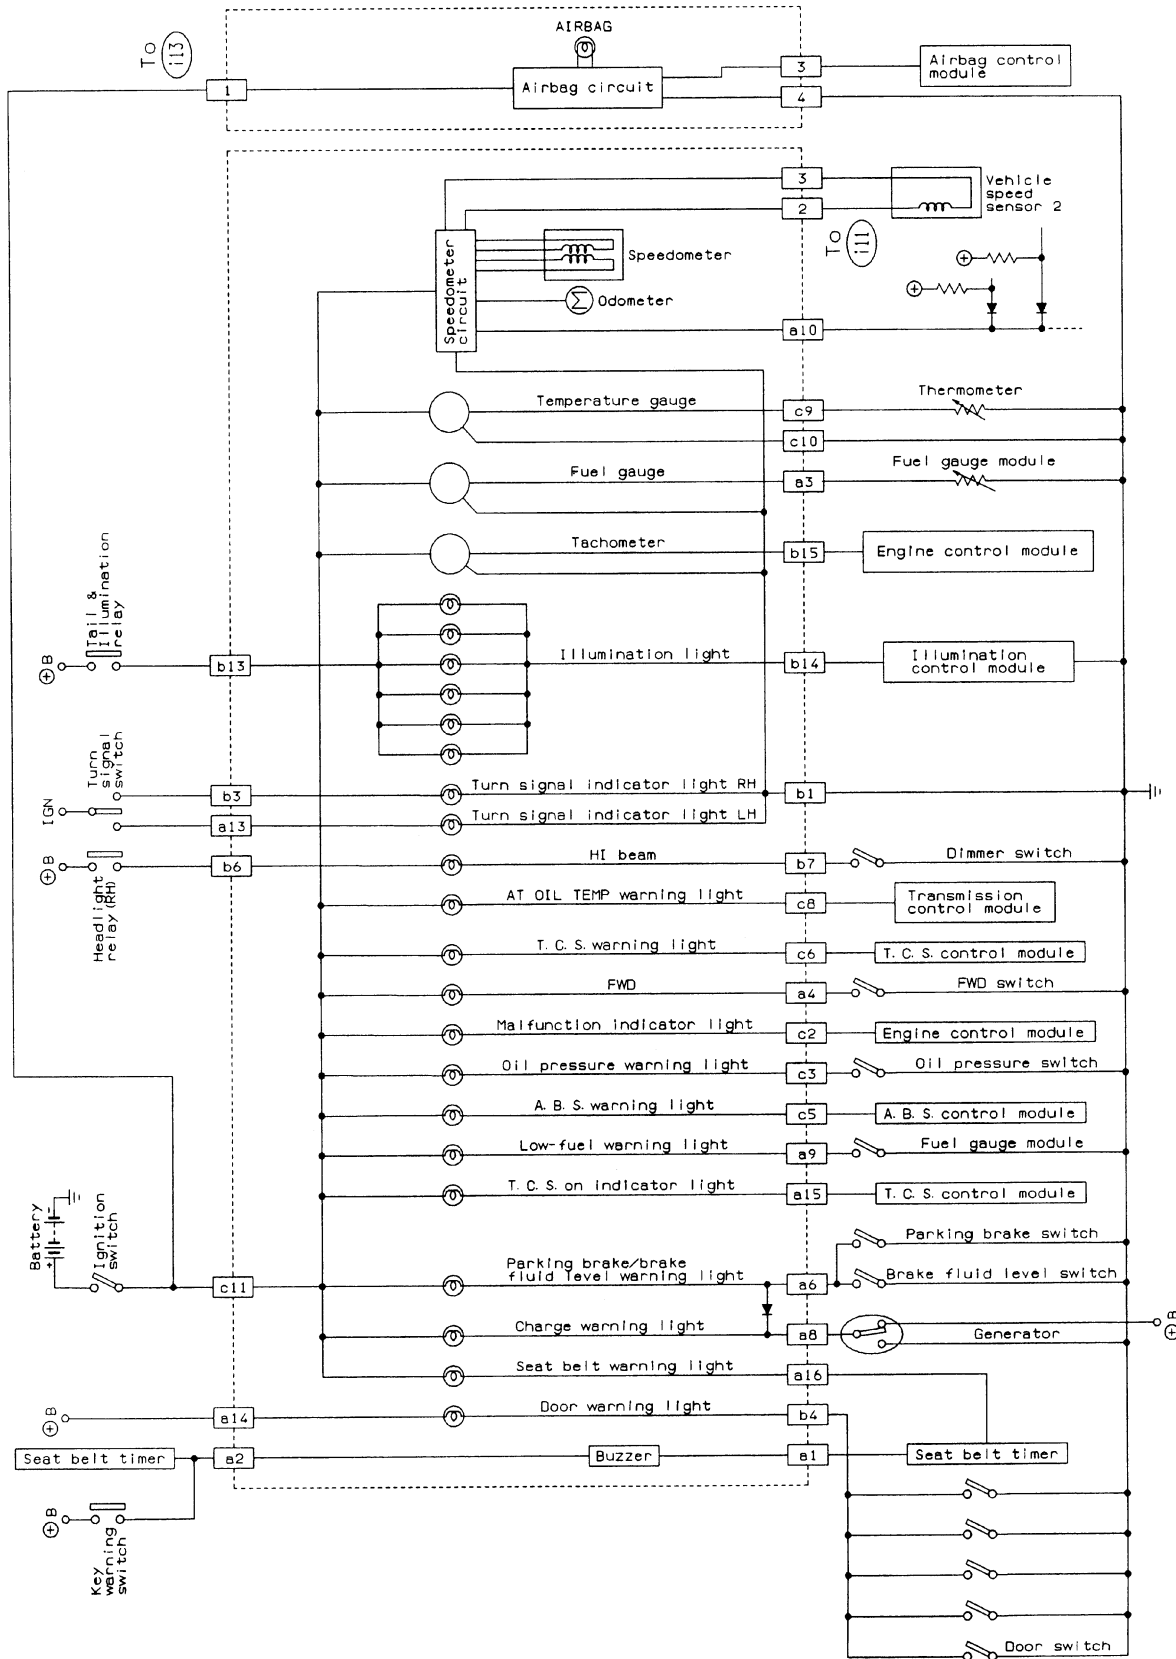 AIRBAG
To
i13
1
Airbag circuit
3
4
Airbag control
module
3
2
Vehicle
speed
sensor 2
To
i11
Speedometer
circuit
Speedometer
Odometer
a10
Temperature gauge
c9
Thermometer
c10
Fuel gauge
a3
Fuel gauge module
Tachometer
b15
Engine control module
B
Tail &
Illumination
relay
b13
Illumination light
b14
Illumination
control module
IGN
Turn
signal
switch
b3
Turn signal indicator light RH
b1
a13
Turn signal indicator light LH
B
Headlight
relay (RH)
b6
HI beam
b7
Dimmer switch
AT OIL TEMP warning light
c8
Transmission
control module
T. C. S. warning light
c6
T. C. S. control module
FWD
a4
FWD switch
Malfunction indicator light
c2
Engine control module
Oil pressure warning light
c3
Oil pressure switch
A. B. S. warning light
c5
A. B. S. control module
Low-fuel warning light
a9
Fuel gauge module
T. C. S. on indicator light
a15
T. C. S. control module
Battery
Ignition
switch
c11
Parking brake/brake
fluid level warning light
a6
Parking brake switch
Brake fluid level switch
Charge warning light
a8
Generator
B
Seat belt warning light
a16
B
a14
Door warning light
b4
Seat belt timer
a2
Buzzer
a1
Seat belt timer
B
Key
warning
switch
Door switch